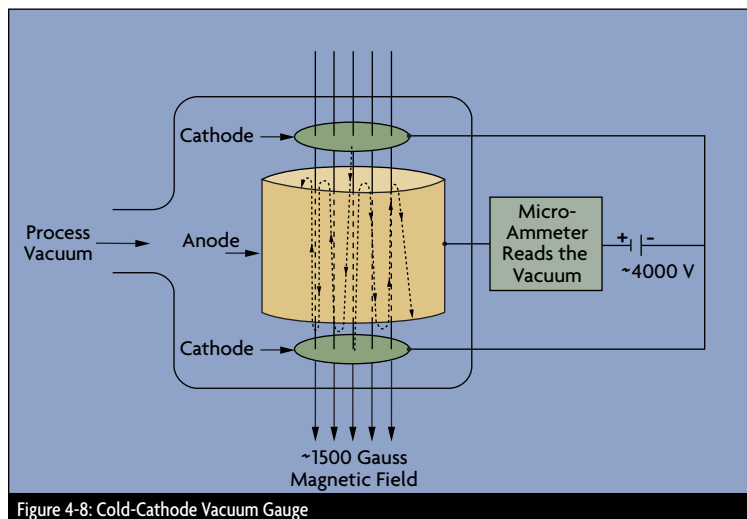 Cathode
Process
Vacuum
Anode
Micro-
Ammeter
Reads the
Vacuum
+ -
~4000 V
Cathode
~1500 Gauss
Magnetic Field
Figure 4-8: Cold-Cathode Vacuum Gauge